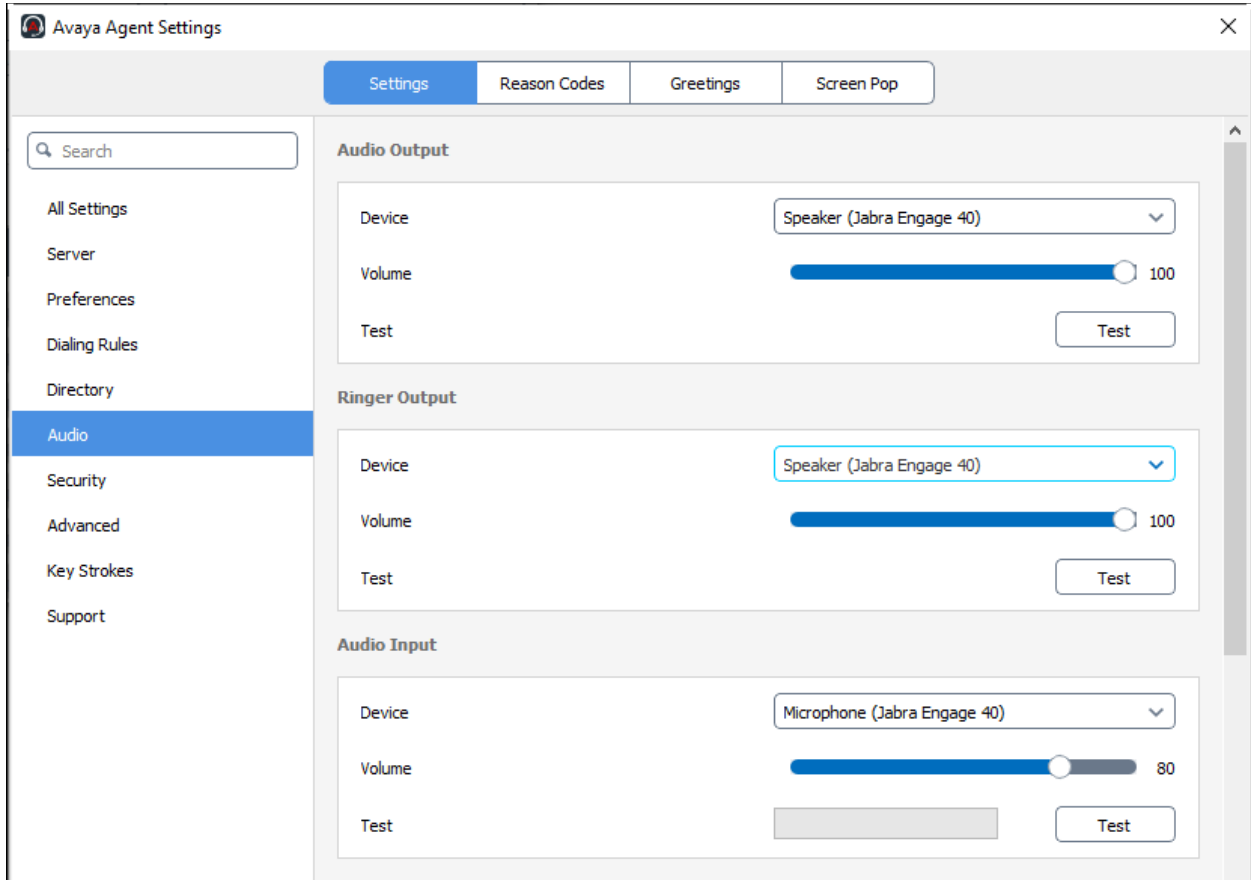 Avaya Agent Settings
Settings
Reason Codes
Greetings
Screen Pop
Search
All Settings
Server
Preferences
Dialing Rules
Directory
Audio
Security
Advanced
Key Strokes
Support
Audio Output
Device
Speaker (Jabra Engage 40)
Volume
100
Test
Test
Ringer Output
Device
Speaker (Jabra Engage 40)
Volume
100
Test
Test
Audio Input
Device
Microphone (Jabra Engage 40)
Volume
80
Test
Test